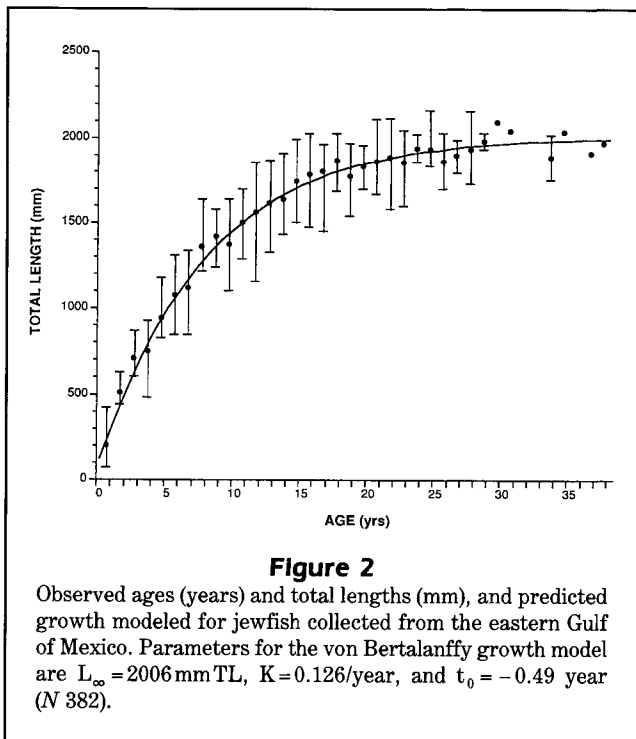 2500
2000
1500
1000
500
0
TOTAL LENGTH (mm)
0 5 10 15 20 25 30 35
AGE (yrs)
Figure 2
Observed ages (years) and total lengths (mm), and predicted
growth modeled for jewfish collected from the eastern Gulf
of Mexico. Parameters for the von Bertalanffy growth model
are L∞ = 2006 mm TL, K = 0.126/year, and t₀ = −0.49 year
(N 382).